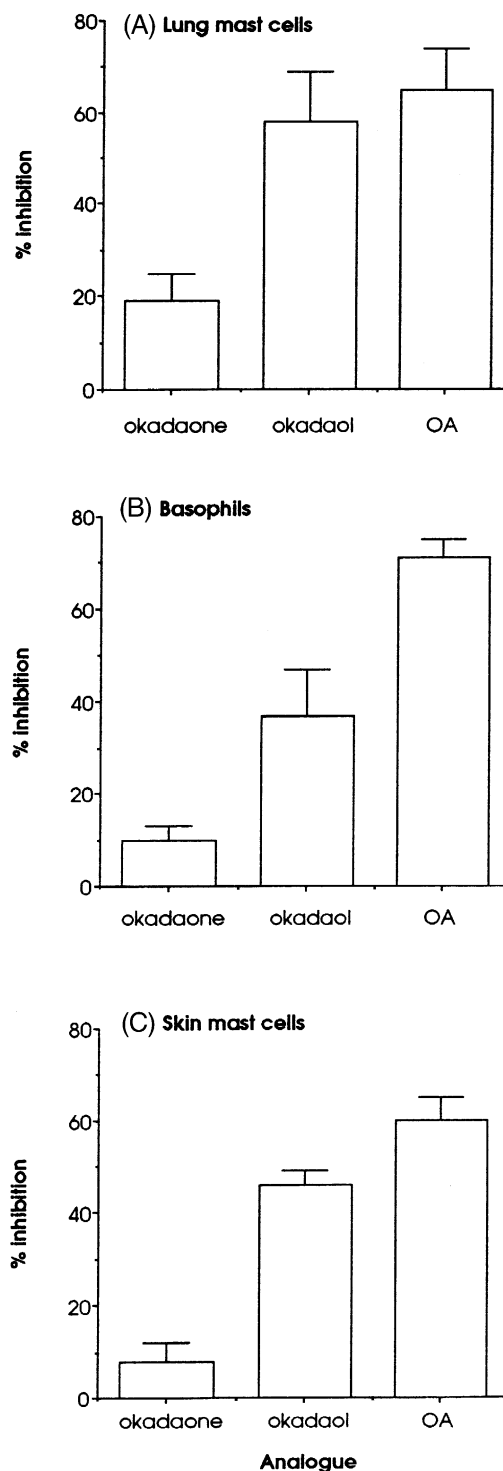 (A) Lung mast cells
80
60
40
20
0
% inhibition
okadaone okadaol OA
(B) Basophils
80
60
40
20
0
% inhibition
okadaone okadaol OA
(C) Skin mast cells
80
60
40
20
0
% inhibition
okadaone okadaol OA
Analogue